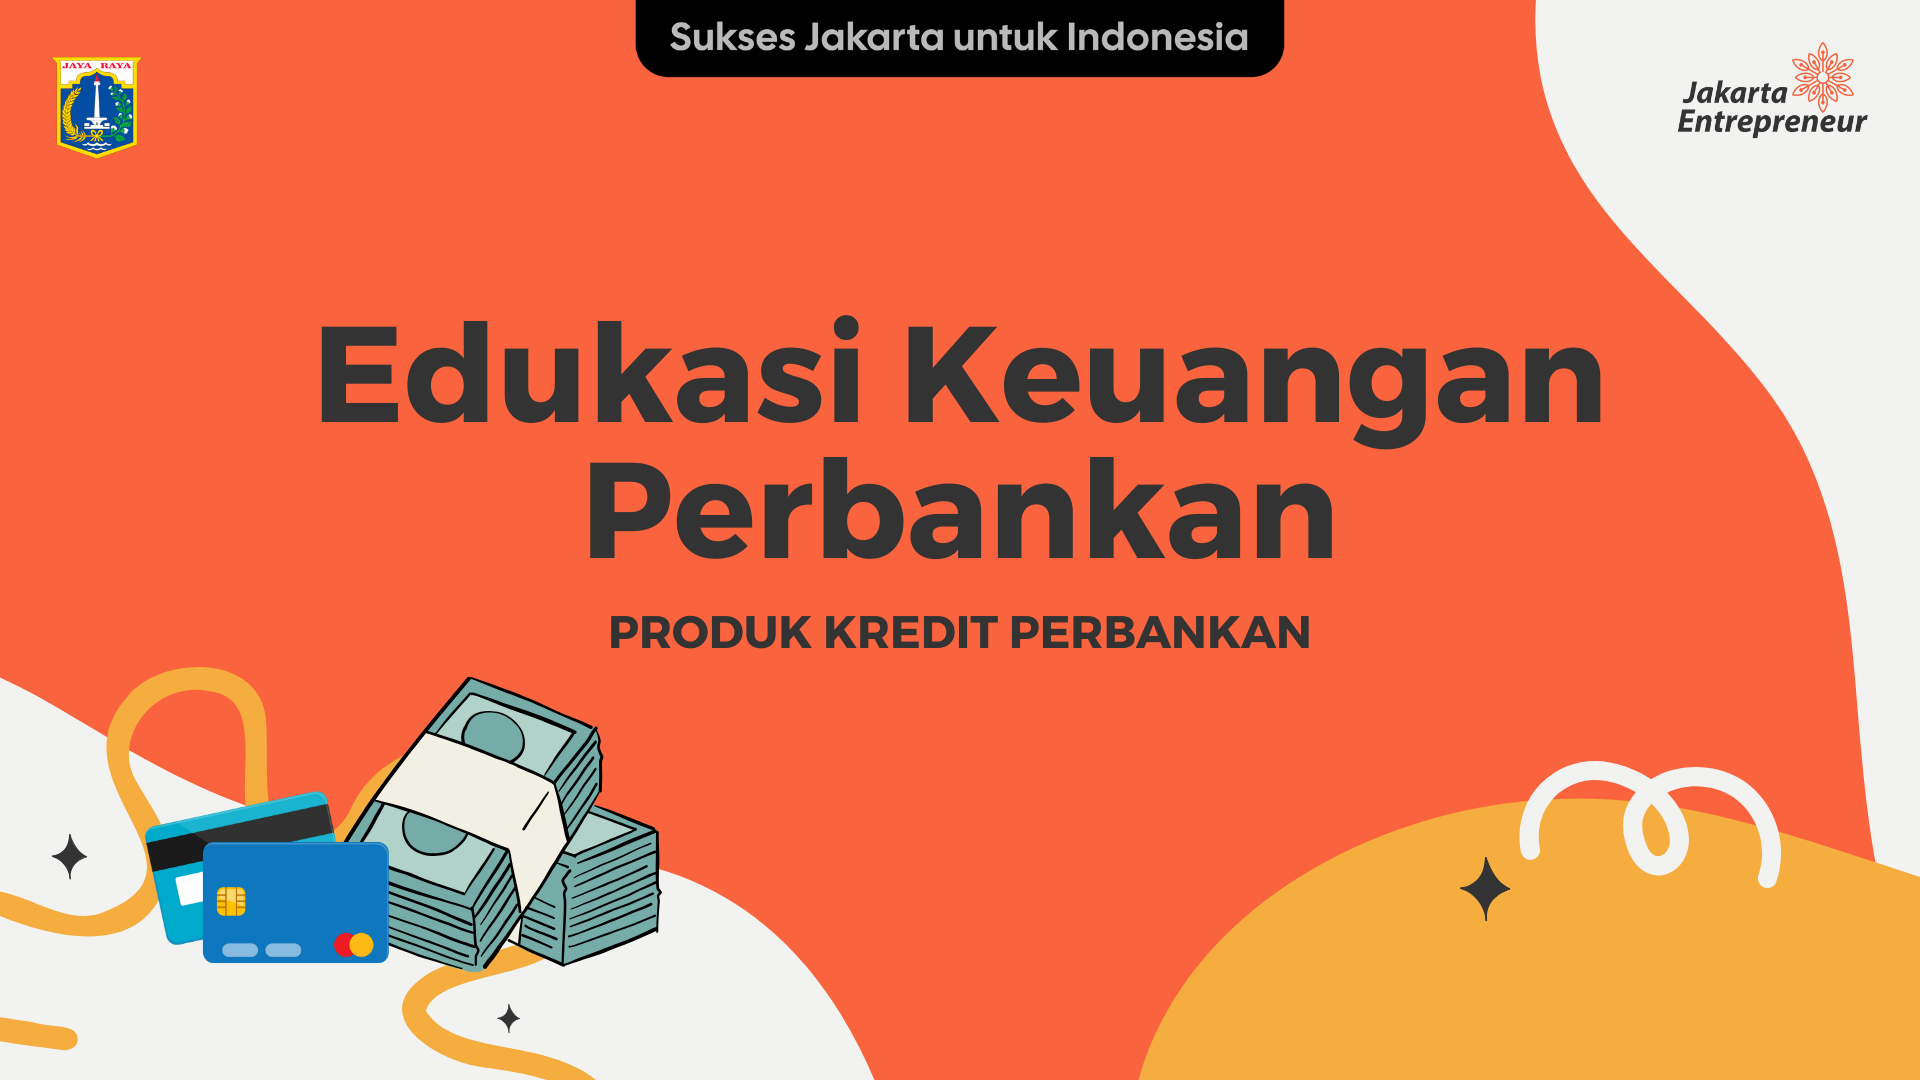 Sukses Jakarta untuk Indonesia
JAYA RAYA
Jakarta
Entrepreneur
Edukasi Keuangan
Perbankan
PRODUK KREDIT PERBANKAN